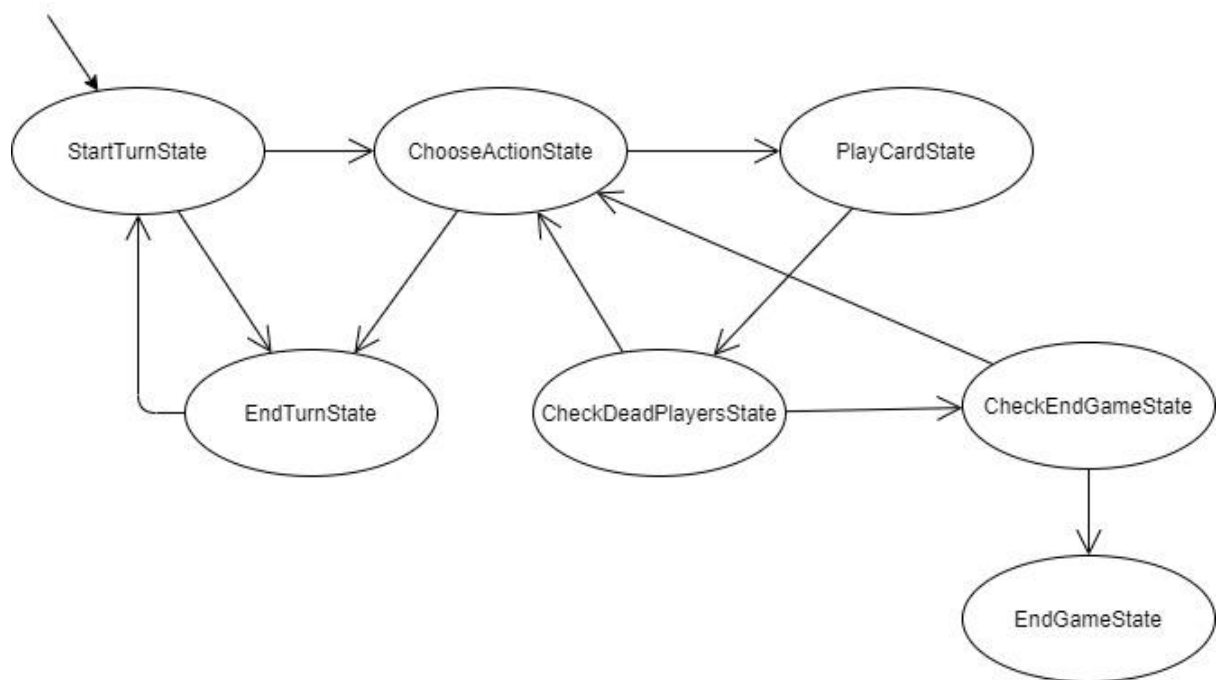 StartTurnState
ChooseActionState
PlayCardState
EndTurnState
CheckDeadPlayersState
CheckEndGameState
EndGameState